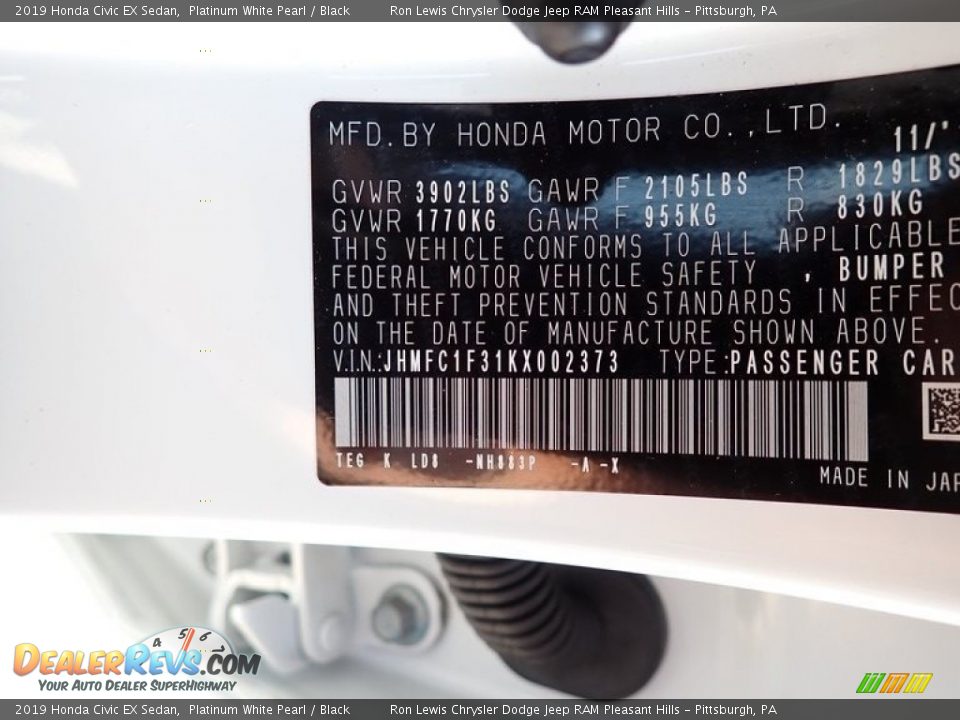 2019 Honda Civic EX Sedan,  Platinum White Pearl / Black    Ron Lewis Chrysler Dodge Jeep RAM Pleasant Hills - Pittsburgh, PA
MFD.BY HONDA MOTOR CO.,LTD.
11/'
GVWR 3902LBS GAWR F 2105LBS R 1829LBS
GVWR 1770KG GAWR F 955KG R 830KG
THIS VEHICLE CONFORMS TO ALL APPLICABLE
FEDERAL MOTOR VEHICLE SAFETY , BUMPER
AND THEFT PREVENTION STANDARDS IN EFFEC
ON THE DATE OF MANUFACTURE SHOWN ABOVE.
V.I.N.:JHMFC1F31KX002373 TYPE:PASSENGER CAR
TEG K LD8 -NH883P -A-X
MADE IN JAP
4 5 6
DEALERREVS.COM
YOUR AUTO DEALER SUPERHIGHWAY
2019 Honda Civic EX Sedan,  Platinum White Pearl / Black    Ron Lewis Chrysler Dodge Jeep RAM Pleasant Hills - Pittsburgh, PA